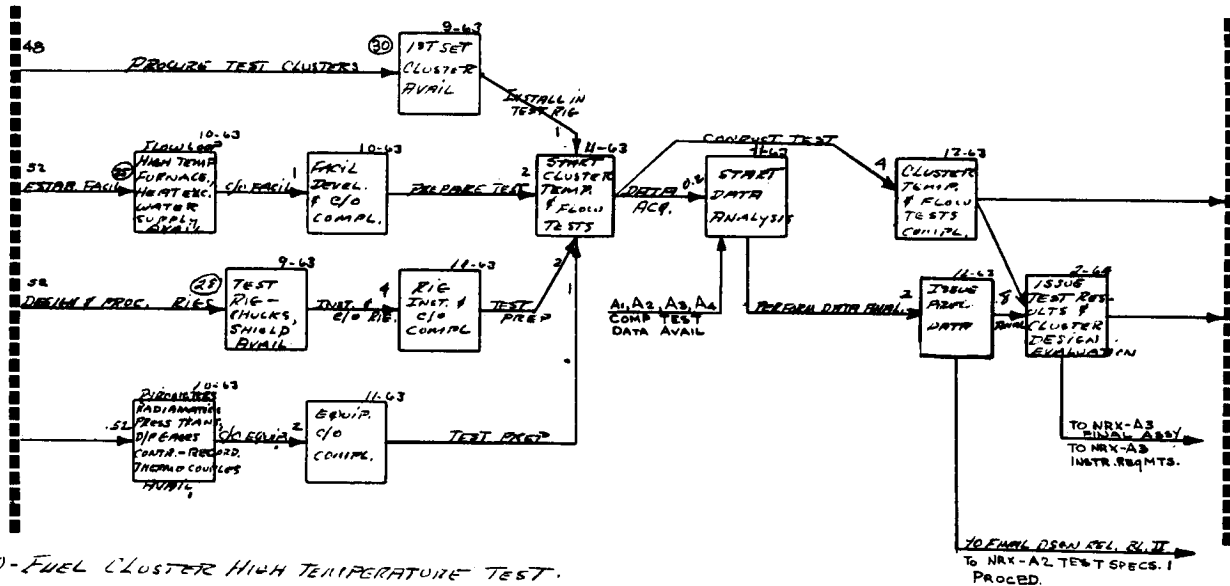 48
PROCURE TEST CLUSTERS
30
9-63
1ST SET
CLUSTER
AVAIL
INSTALL IN
TEST RIG
1
52
ESTAB FACIL
10-63
FLOW LOOP
HIGH TEMP
FURNACE,
HEAT EXC.
WATER
SUPPLY
AVAIL
C/O FACIL
1
10-63
FACIL
DEVEL.
& C/O
COMPL.
PREPARE TEST
2
11-63
START
CLUSTER
TEMP.
& FLOW
TESTS
DATA
ACQ.
0.2
CONDUCT TEST
4
START
DATA
ANALYSIS
12-63
CLUSTER
TEMP.
& FLOW
TESTS
COMPL.
52
DESIGN & PROC. RIGS
25
9-63
TEST
RIG-
CHUCKS,
SHIELD
AVAIL
INST. &
C/O RIG.
4
RIG
INST. &
C/O
COMPL
TEST
PREP
2
1
A1, A2, A3, A4
COMP TEST
DATA AVAIL
PERFORM DATA ANAL.
2
12-63
ISSUE
PREL.
DATA
8
ANAL
2-64
ISSUE
TEST RES-
ULTS &
CLUSTER
DESIGN
EVALUATION
52
10-63
PYROMETERS
RADIAMATIC
PRESS TRANS,
D/P GAGES
CONTR.-RECORD.
THERMOCOUPLES
AVAIL,
C/O EQUIP
2
11-63
EQUIP.
C/O
COMPL.
TEST PREP
TO NRX-A3
FINAL ASSY
TO NRX-A3
INSTR. REQMTS.
TO FINAL DSGN REL. RL. II
TO NRX-A2 TEST SPECS. &
PROCED.
)-FUEL CLUSTER HIGH TEMPERATURE TEST.